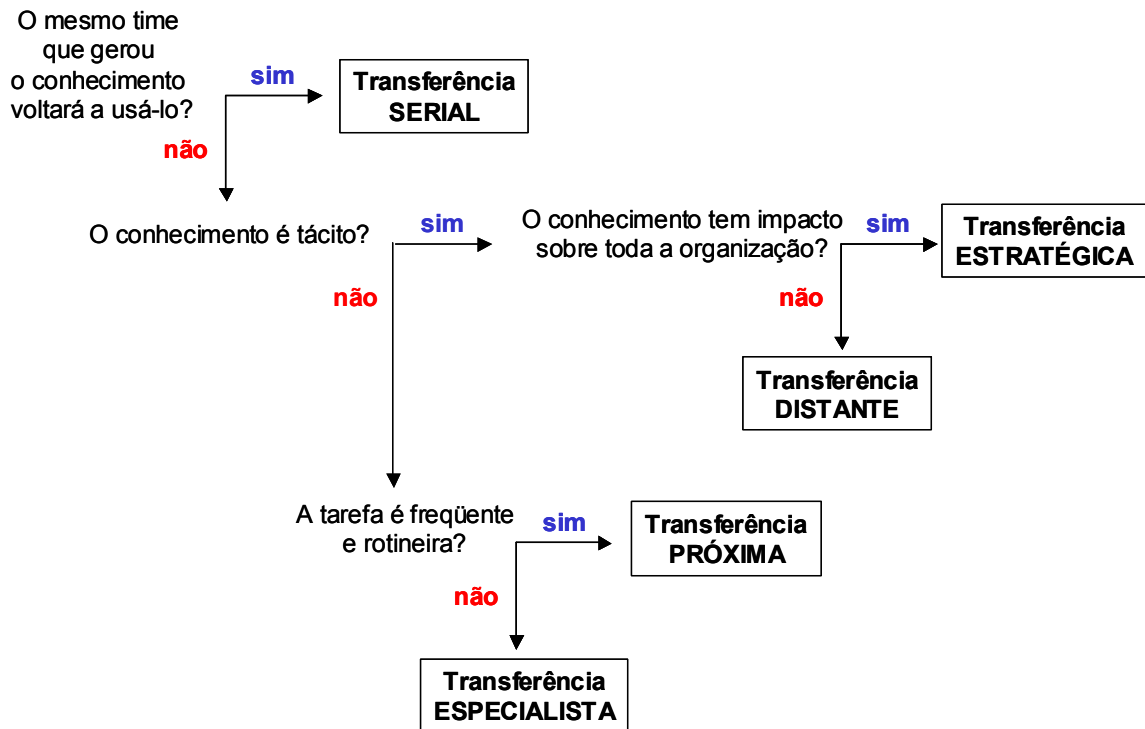 O mesmo time
que gerou
o conhecimento
voltará a usá-lo?
sim
Transferência
SERIAL
não
O conhecimento é tácito?
sim
O conhecimento tem impacto
sobre toda a organização?
sim
Transferência
ESTRATÉGICA
não
não
Transferência
DISTANTE
A tarefa é freqüente
e rotineira?
sim
Transferência
PRÓXIMA
não
Transferência
ESPECIALISTA